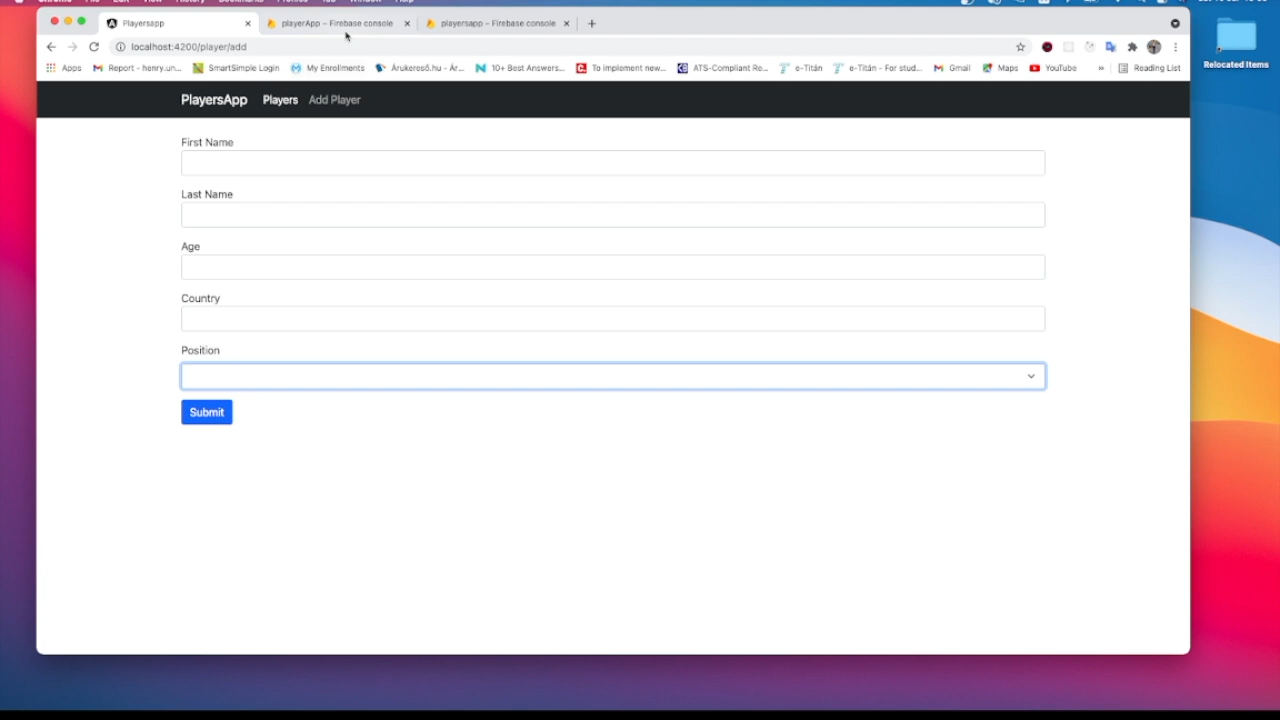 Playersapp
playerApp – Firebase console
playersapp – Firebase console
localhost:4200/player/add
Apps
Report - henry.un...
SmartSimple Login
My Enrollments
Árukereső.hu - Ár...
10+ Best Answers...
To implement new...
ATS-Compliant Re...
e-Titán
e-Titán - For stud...
Gmail
Maps
YouTube
»
Reading List
Relocated Items
PlayersApp
Players
Add Player
First Name
Last Name
Age
Country
Position
Submit